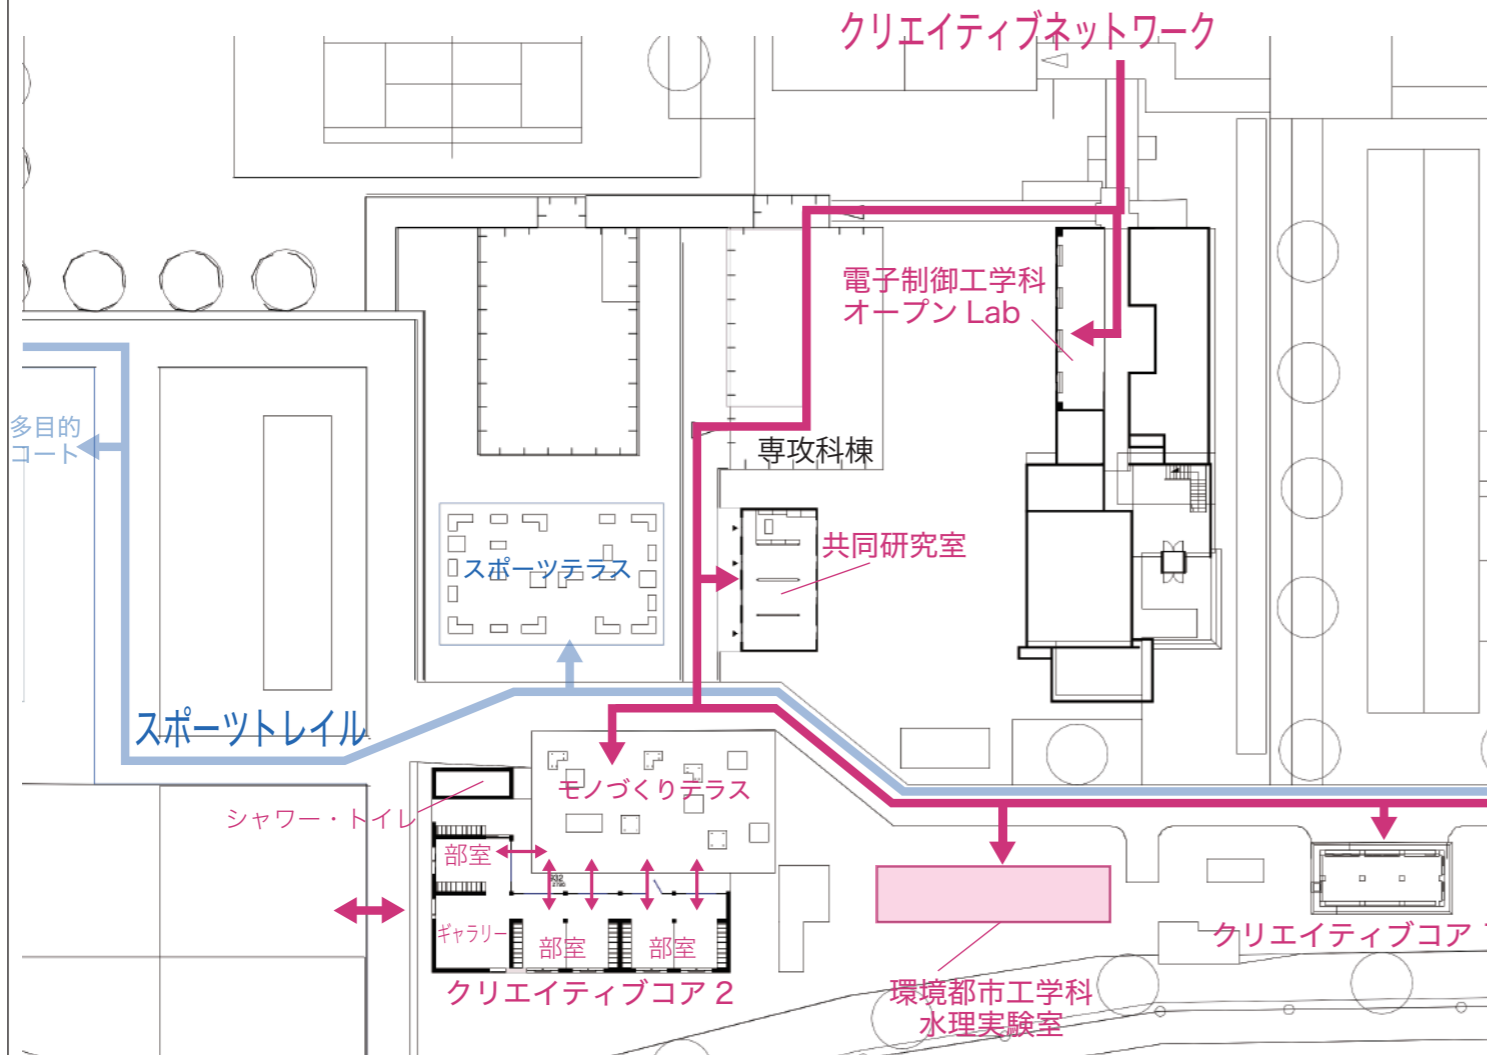 クリエイティブネットワーク
電子制御工学科
オープン Lab
多目的
コート
専攻科棟
共同研究室
スポーツテラス
スポーツトレイル
モノづくりテラス
シャワー・トイレ
部室
ギャラリー
部室
部室
クリエイティブコア 2
クリエイティブコア
環境都市工学科
水理実験室